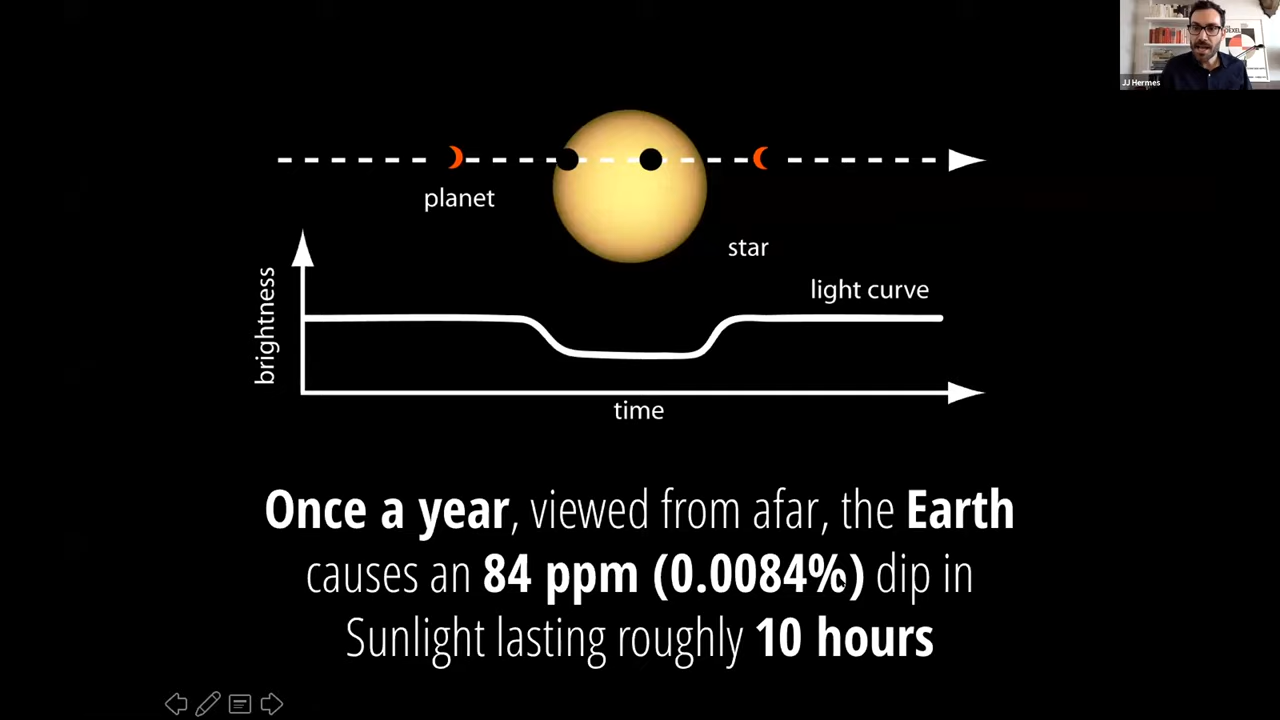 JJ Hermes
planet
star
light curve
brightness
time
Once a year, viewed from afar, the Earth
causes an 84 ppm (0.0084%) dip in
Sunlight lasting roughly 10 hours